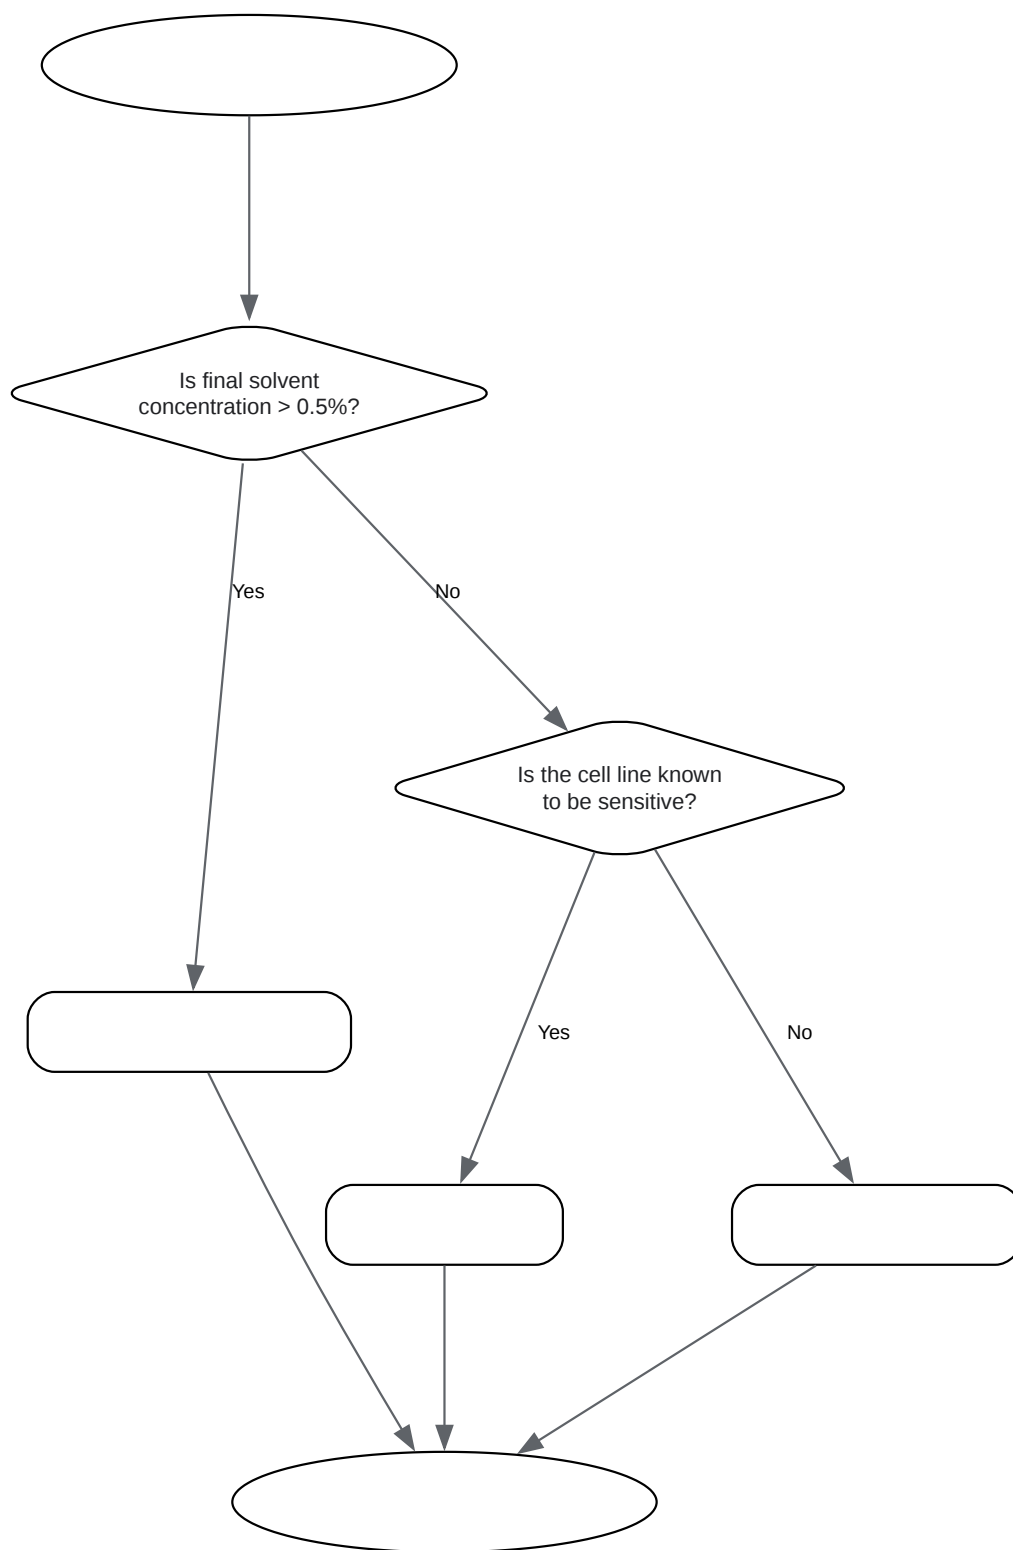 Is final solvent
concentration > 0.5%?
Yes
No
Is the cell line known
to be sensitive?
Yes
No